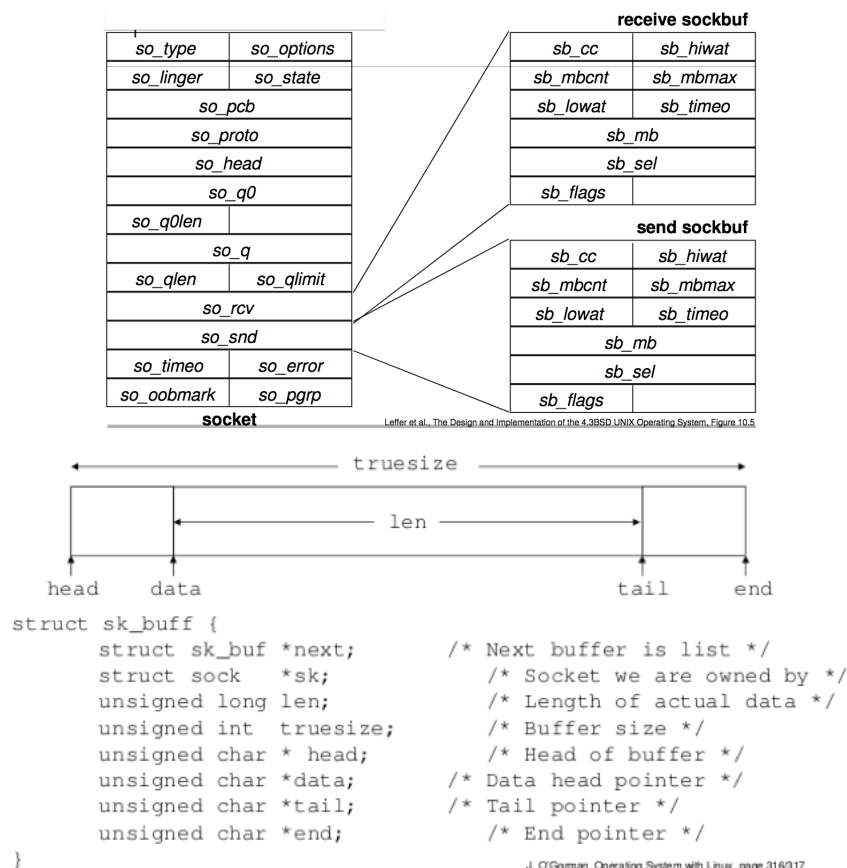 receive sockbuf
so_type so_options
so_linger so_state
so_pcb
so_proto
so_head
so_q0
so_q0len
so_q
so_qlen so_qlimit
so_rcv
so_snd
so_timeo so_error
so_oobmark so_pgrp
socket
sb_cc sb_hiwat
sb_mbcnt sb_mbmax
sb_lowat sb_timeo
sb_mb
sb_sel
sb_flags
send sockbuf
sb_cc sb_hiwat
sb_mbcnt sb_mbmax
sb_lowat sb_timeo
sb_mb
sb_sel
sb_flags
Leffer et al., The Design and Implementation of the 4.3BSD UNIX Operating System, Figure 10.5
truesize
len
head data tail end
struct sk_buff {
struct sk_buf *next; /* Next buffer is list */
struct sock *sk; /* Socket we are owned by */
unsigned long len; /* Length of actual data */
unsigned int truesize; /* Buffer size */
unsigned char * head; /* Head of buffer */
unsigned char *data; /* Data head pointer */
unsigned char *tail; /* Tail pointer */
unsigned char *end; /* End pointer */
}
J. O'Gorman, Operating System with Linux, page 316/317